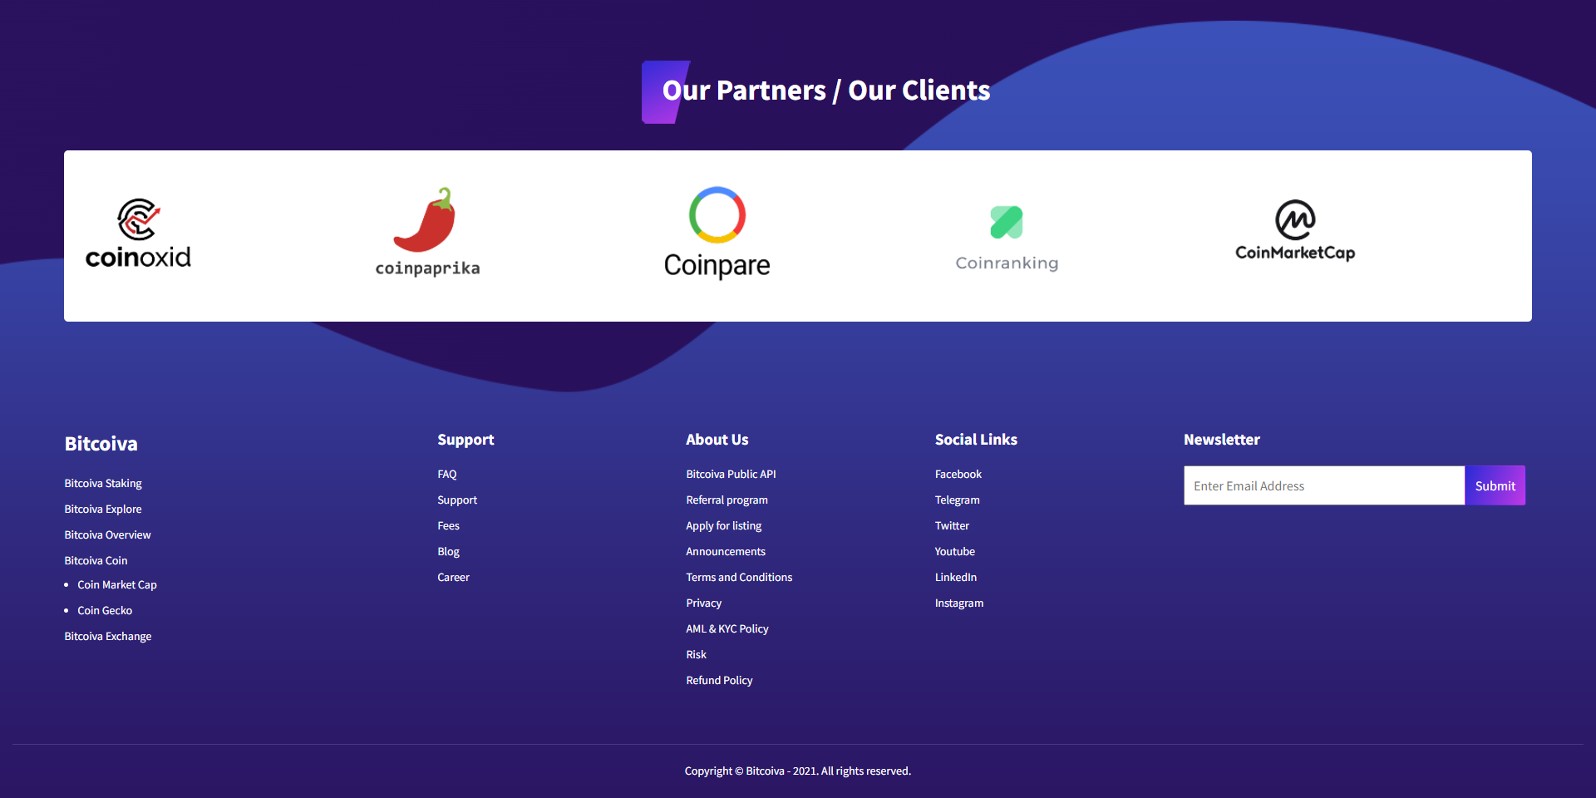 Our Partners / Our Clients
coinoxid
coinpaprika
Coinpare
Coinranking
CoinMarketCap
Bitcoiva
Bitcoiva Staking
Bitcoiva Explore
Bitcoiva Overview
Bitcoiva Coin
Coin Market Cap
Coin Gecko
Bitcoiva Exchange
Support
FAQ
Support
Fees
Blog
Career
About Us
Bitcoiva Public API
Referral program
Apply for listing
Announcements
Terms and Conditions
Privacy
AML & KYC Policy
Risk
Refund Policy
Social Links
Facebook
Telegram
Twitter
Youtube
LinkedIn
Instagram
Newsletter
Enter Email Address
Submit
Copyright © Bitcoiva - 2021. All rights reserved.